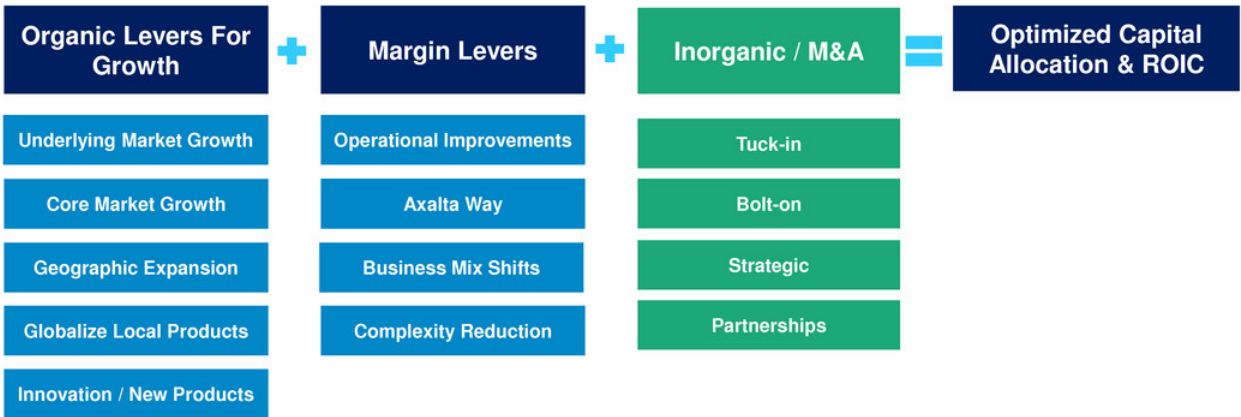 Organic Levers For
Growth
Margin Levers
Inorganic / M&A
Optimized Capital
Allocation & ROIC
Underlying Market Growth
Core Market Growth
Geographic Expansion
Globalize Local Products
Innovation / New Products
Operational Improvements
Axalta Way
Business Mix Shifts
Complexity Reduction
Tuck-in
Bolt-on
Strategic
Partnerships